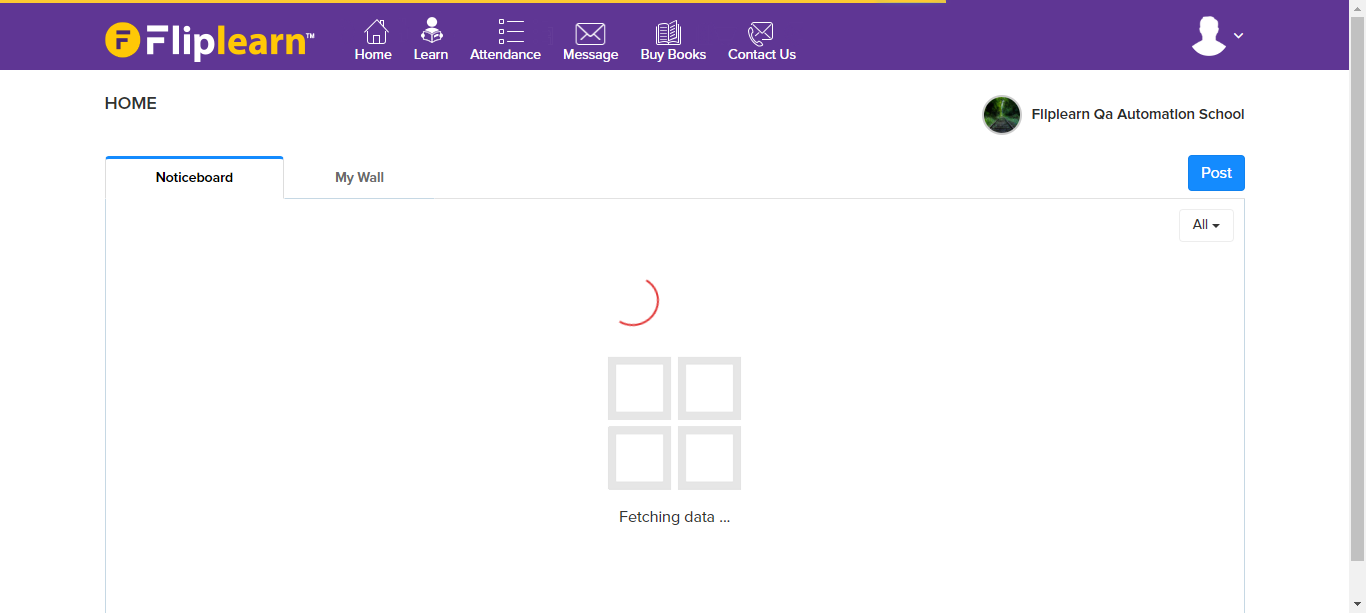 F Fliplearn™
Home
Learn
Attendance
Message
Buy Books
Contact Us
HOME
Fliplearn Qa Automation School
Noticeboard
My Wall
Post
All
Fetching data ...